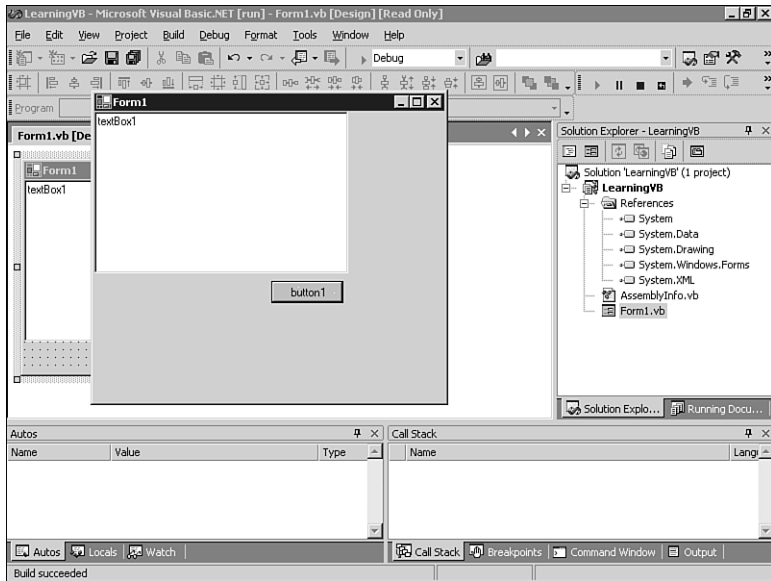 LearningVB - Microsoft Visual Basic.NET [run] - Form1.vb [Design] [Read Only]
File Edit View Project Build Debug Format Tools Window Help
Debug
Program
Form1
textBox1
button1
Form1.vb [De
Form1
textBox1
Solution Explorer - LearningVB
Solution 'LearningVB' (1 project)
LearningVB
References
System
System.Data
System.Drawing
System.Windows.Forms
System.XML
AssemblyInfo.vb
Form1.vb
Solution Explo... Running Docu...
Autos
Name Value Type
Autos Locals Watch
Call Stack
Name Langu
Call Stack Breakpoints Command Window Output
Build succeeded